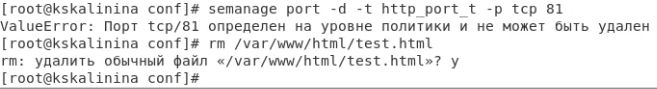 [root@kskalinina conf]# semanage port -d -t http_port_t -p tcp 81
ValueError: Порт tcp/81 определен на уровне политики и не может быть удален
[root@kskalinina conf]# rm /var/www/html/test.html
rm: удалить обычный файл «/var/www/html/test.html»? y
[root@kskalinina conf]#